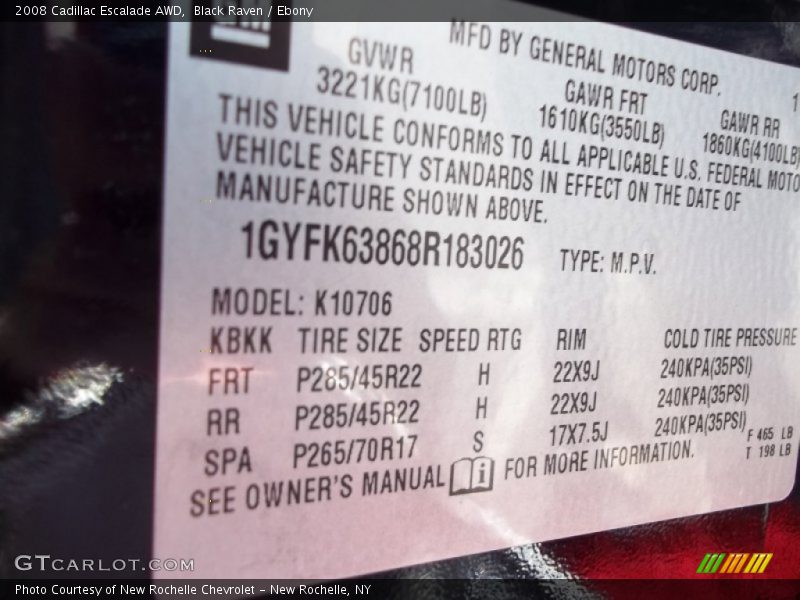 2008 Cadillac Escalade AWD, Black Raven / Ebony
GM
MFD BY GENERAL MOTORS CORP.
GVWR GAWR FRT GAWR RR
3221KG(7100LB) 1610KG(3550LB) 1860KG(4100LB)
THIS VEHICLE CONFORMS TO ALL APPLICABLE U.S. FEDERAL MOTO
VEHICLE SAFETY STANDARDS IN EFFECT ON THE DATE OF
MANUFACTURE SHOWN ABOVE.
1GYFK63868R183026 TYPE: M.P.V.
MODEL: K10706
KBKK TIRE SIZE SPEED RTG RIM COLD TIRE PRESSURE
FRT P285/45R22 H 22X9J 240KPA(35PSI)
RR P285/45R22 H 22X9J 240KPA(35PSI)
SPA P265/70R17 S 17X7.5J 240KPA(35PSI)
F 465 LB
T 198 LB
SEE OWNER'S MANUAL i FOR MORE INFORMATION.
GTCARLOT.COM
Photo Courtesy of New Rochelle Chevrolet - New Rochelle, NY